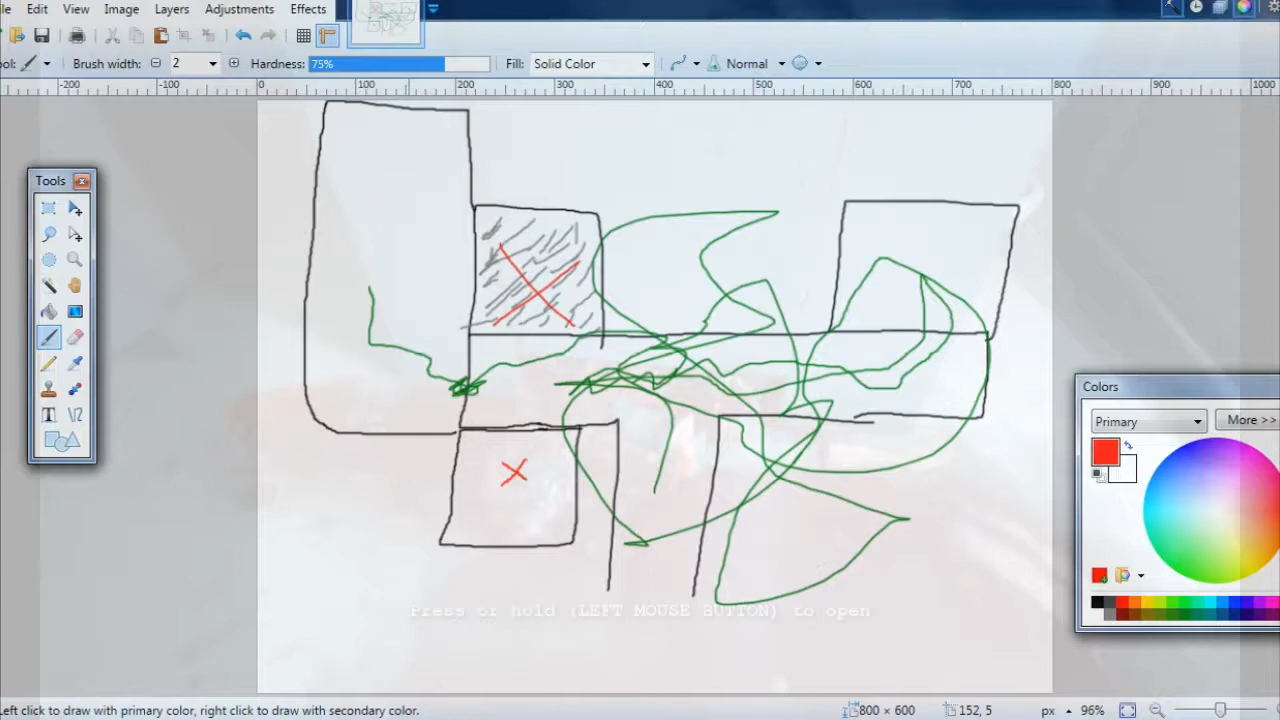 le Edit View Image Layers Adjustments Effects
ol: Brush width: 2 Hardness: 75% Fill: Solid Color Normal
-200 -100 0 100 200 300 400 500 600 700 800 900 1000
Tools
Colors
Primary More >>
Press or hold (LEFT MOUSE BUTTON) to open
Left click to draw with primary color, right click to draw with secondary color. 800 × 600 152, 5 px 96%